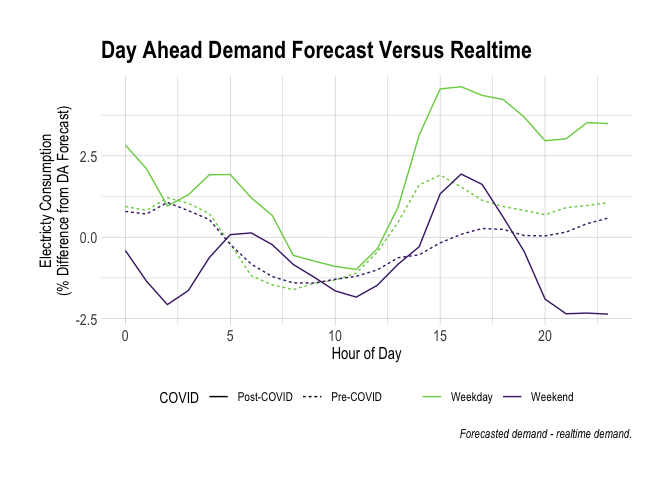 Day Ahead Demand Forecast Versus Realtime
Electricty Consumption
(% Difference from DA Forecast)
2.5
0.0
-2.5
0 5 10 15 20
Hour of Day
COVID Post-COVID Pre-COVID Weekday Weekend
Forecasted demand - realtime demand.